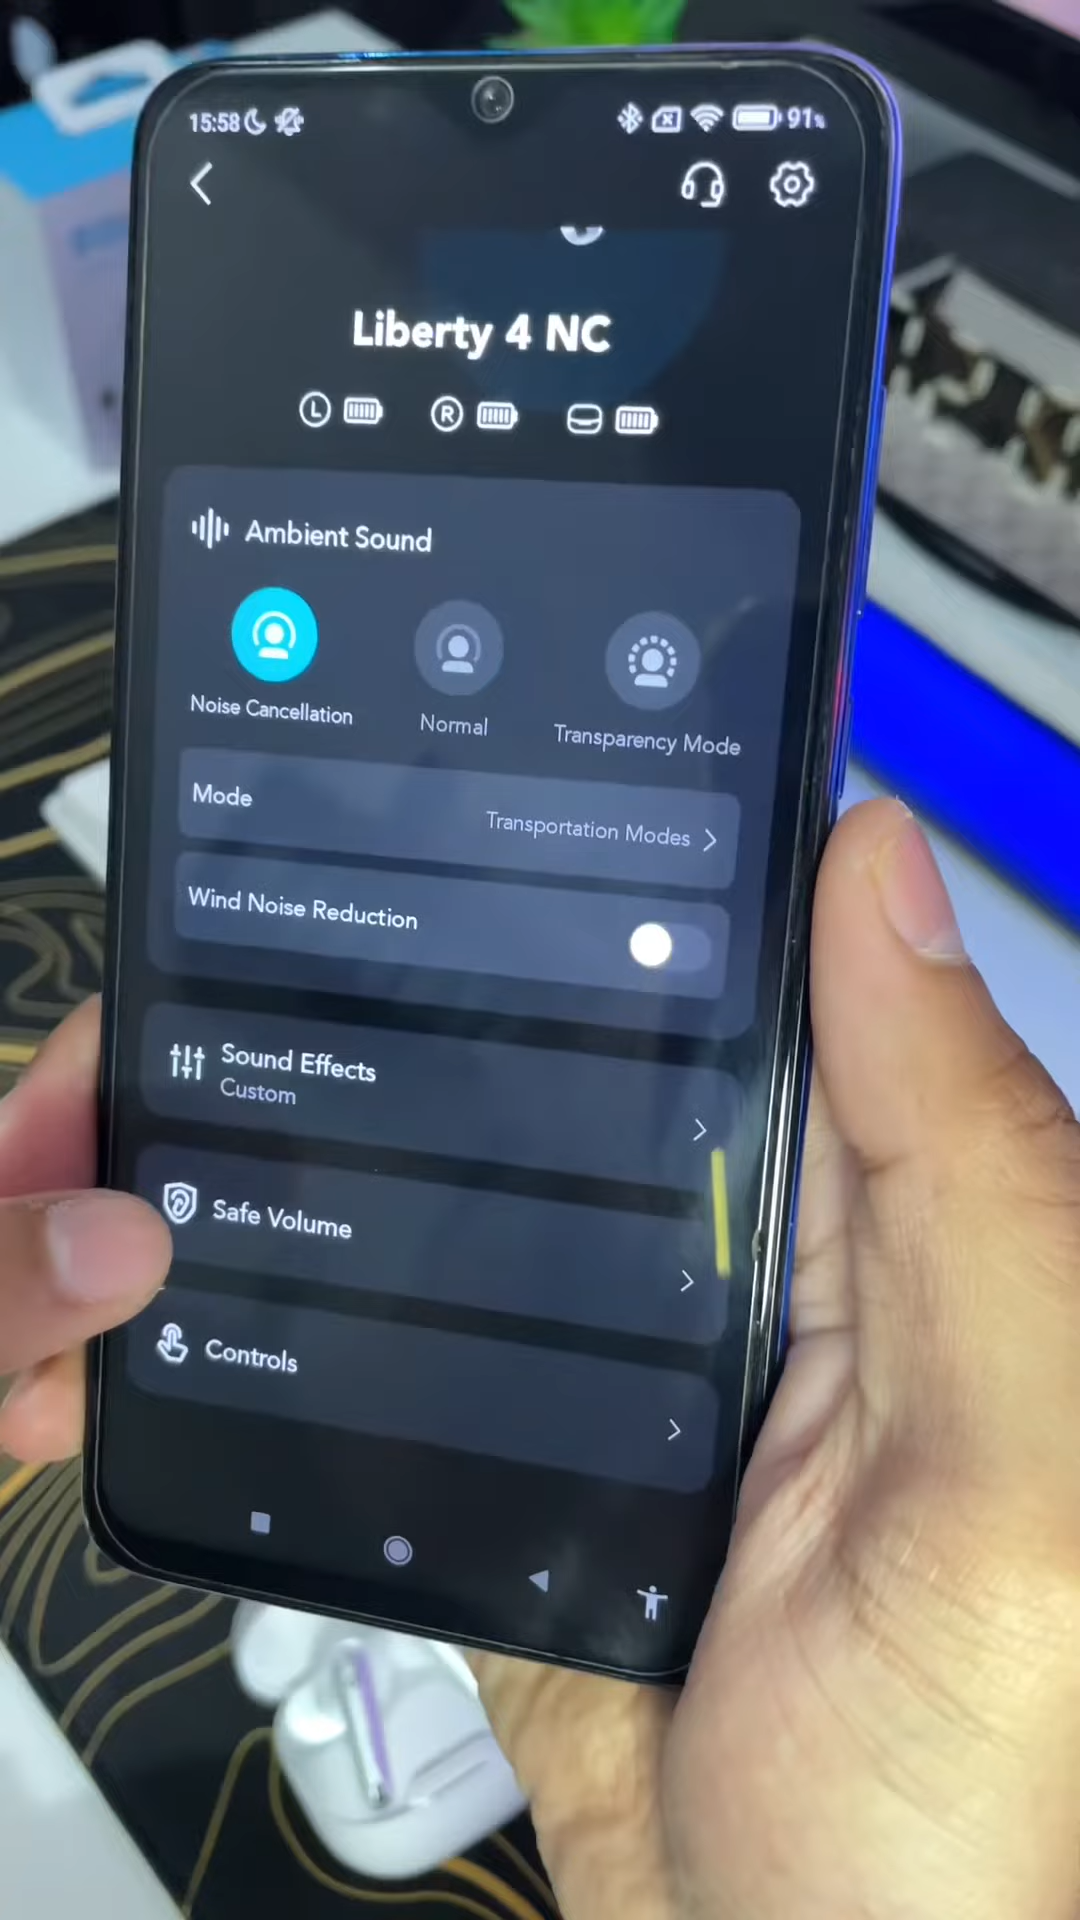 15:58 91%
Liberty 4 NC
L R
Ambient Sound
Noise Cancellation Normal Transparency Mode
Mode Transportation Modes
Wind Noise Reduction
Sound Effects
Custom
Safe Volume
Controls